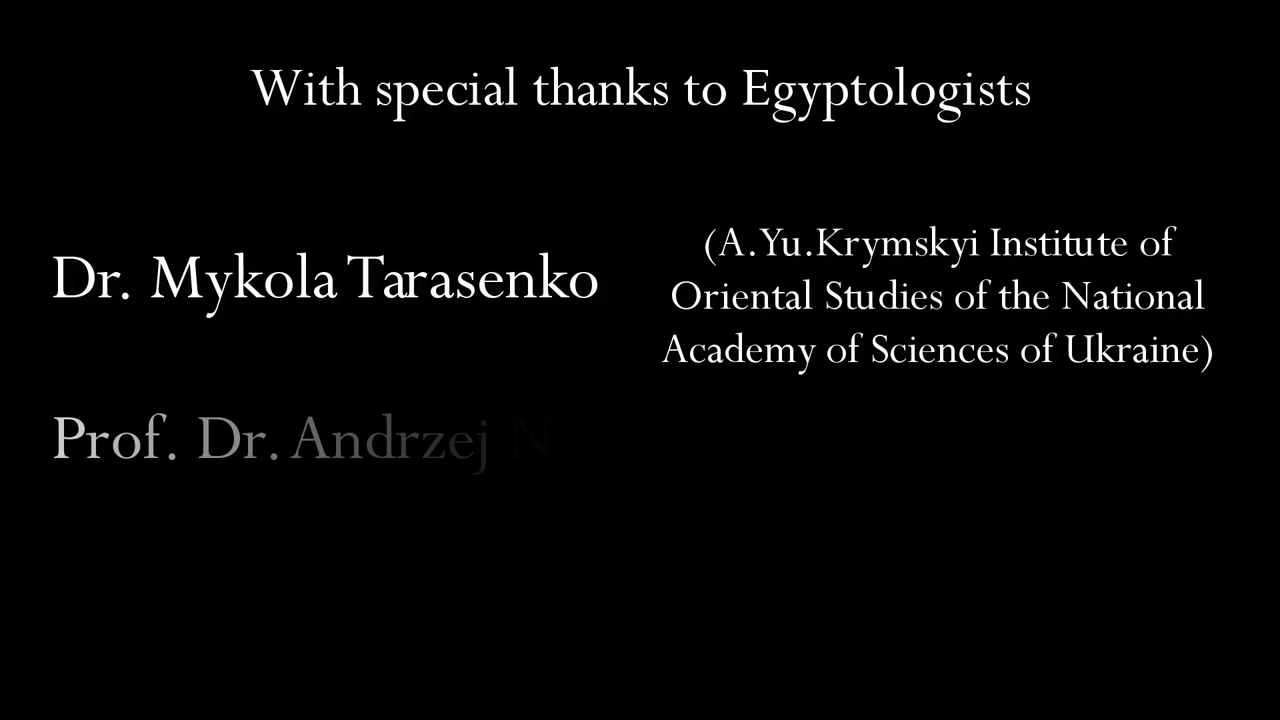 With special thanks to Egyptologists
Dr. Mykola Tarasenko
(A.Yu.Krymskyi Institute of
Oriental Studies of the National
Academy of Sciences of Ukraine)
Prof. Dr. Andrzej N